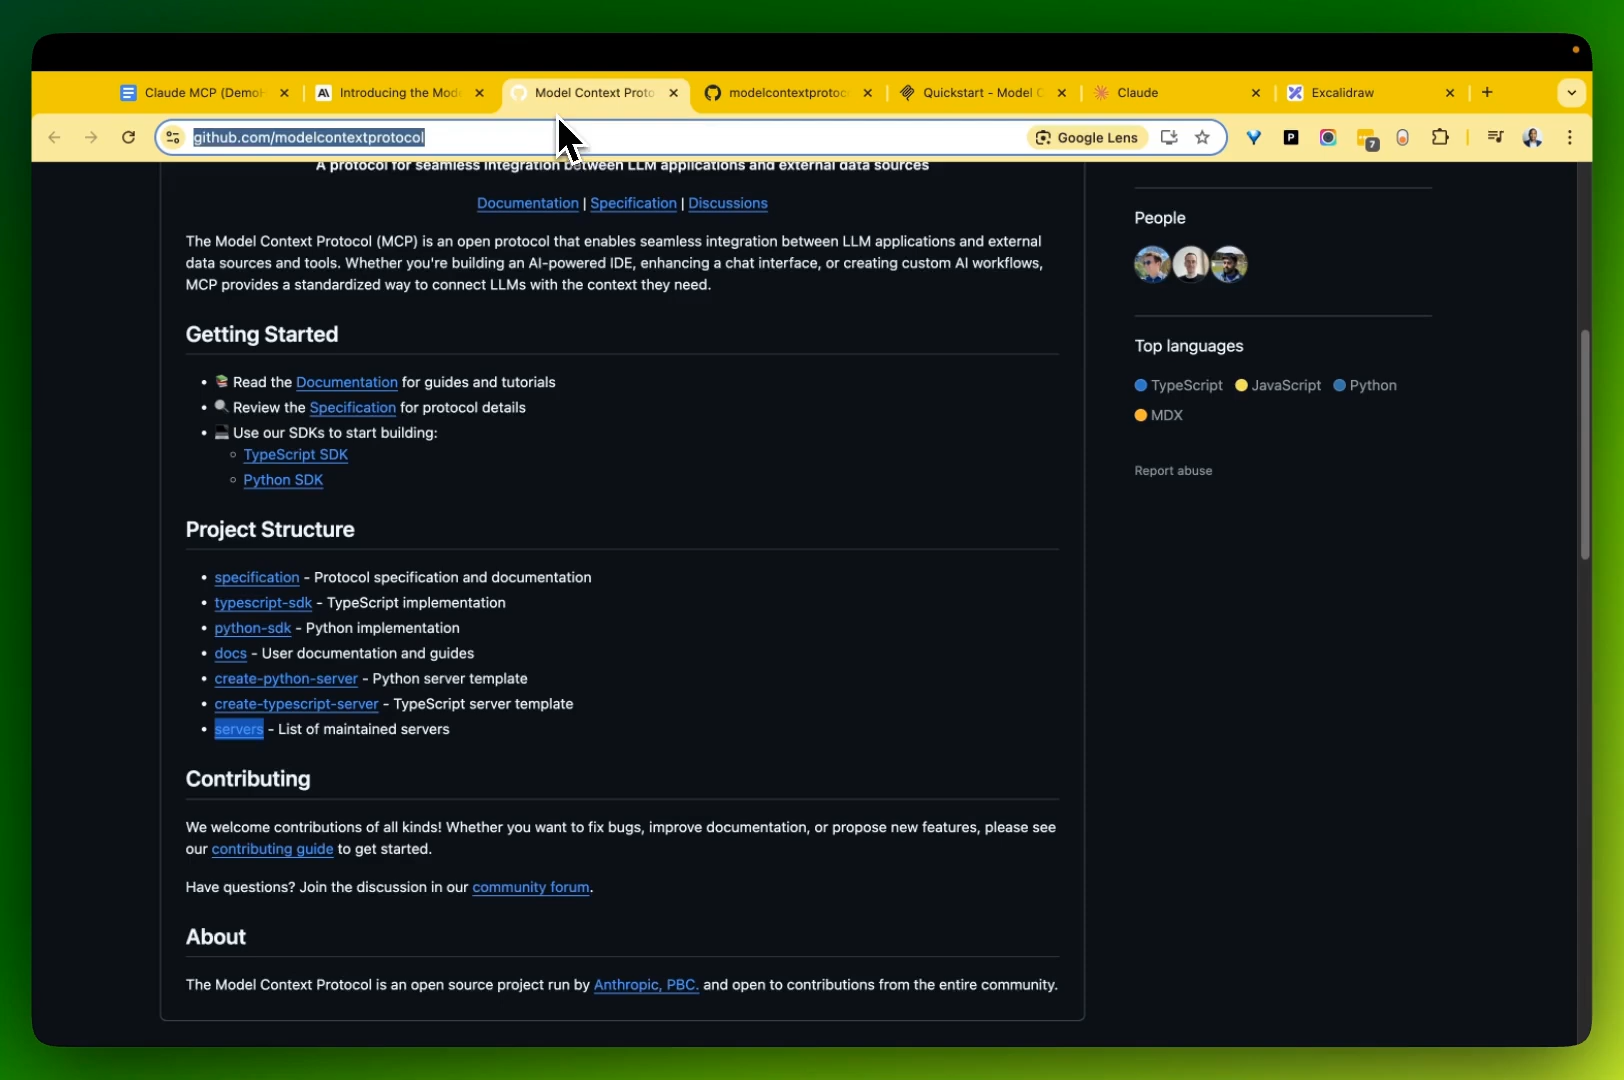 Claude MCP (Demo
Introducing the Mod
Model Context Proto
modelcontextprotoc
Quickstart - Model C
Claude
Excalidraw
github.com/modelcontextprotocol
Google Lens
P
7
A protocol for seamless integration between LLM applications and external data sources
Documentation | Specification | Discussions
The Model Context Protocol (MCP) is an open protocol that enables seamless integration between LLM applications and external
data sources and tools. Whether you're building an AI-powered IDE, enhancing a chat interface, or creating custom AI workflows,
MCP provides a standardized way to connect LLMs with the context they need.
Getting Started
• 📚 Read the Documentation for guides and tutorials
• 🔍 Review the Specification for protocol details
• 💻 Use our SDKs to start building:
◦ TypeScript SDK
◦ Python SDK
Project Structure
• specification - Protocol specification and documentation
• typescript-sdk - TypeScript implementation
• python-sdk - Python implementation
• docs - User documentation and guides
• create-python-server - Python server template
• create-typescript-server - TypeScript server template
• servers - List of maintained servers
Contributing
We welcome contributions of all kinds! Whether you want to fix bugs, improve documentation, or propose new features, please see
our contributing guide to get started.
Have questions? Join the discussion in our community forum.
About
The Model Context Protocol is an open source project run by Anthropic, PBC. and open to contributions from the entire community.
People
Top languages
TypeScript JavaScript Python
MDX
Report abuse